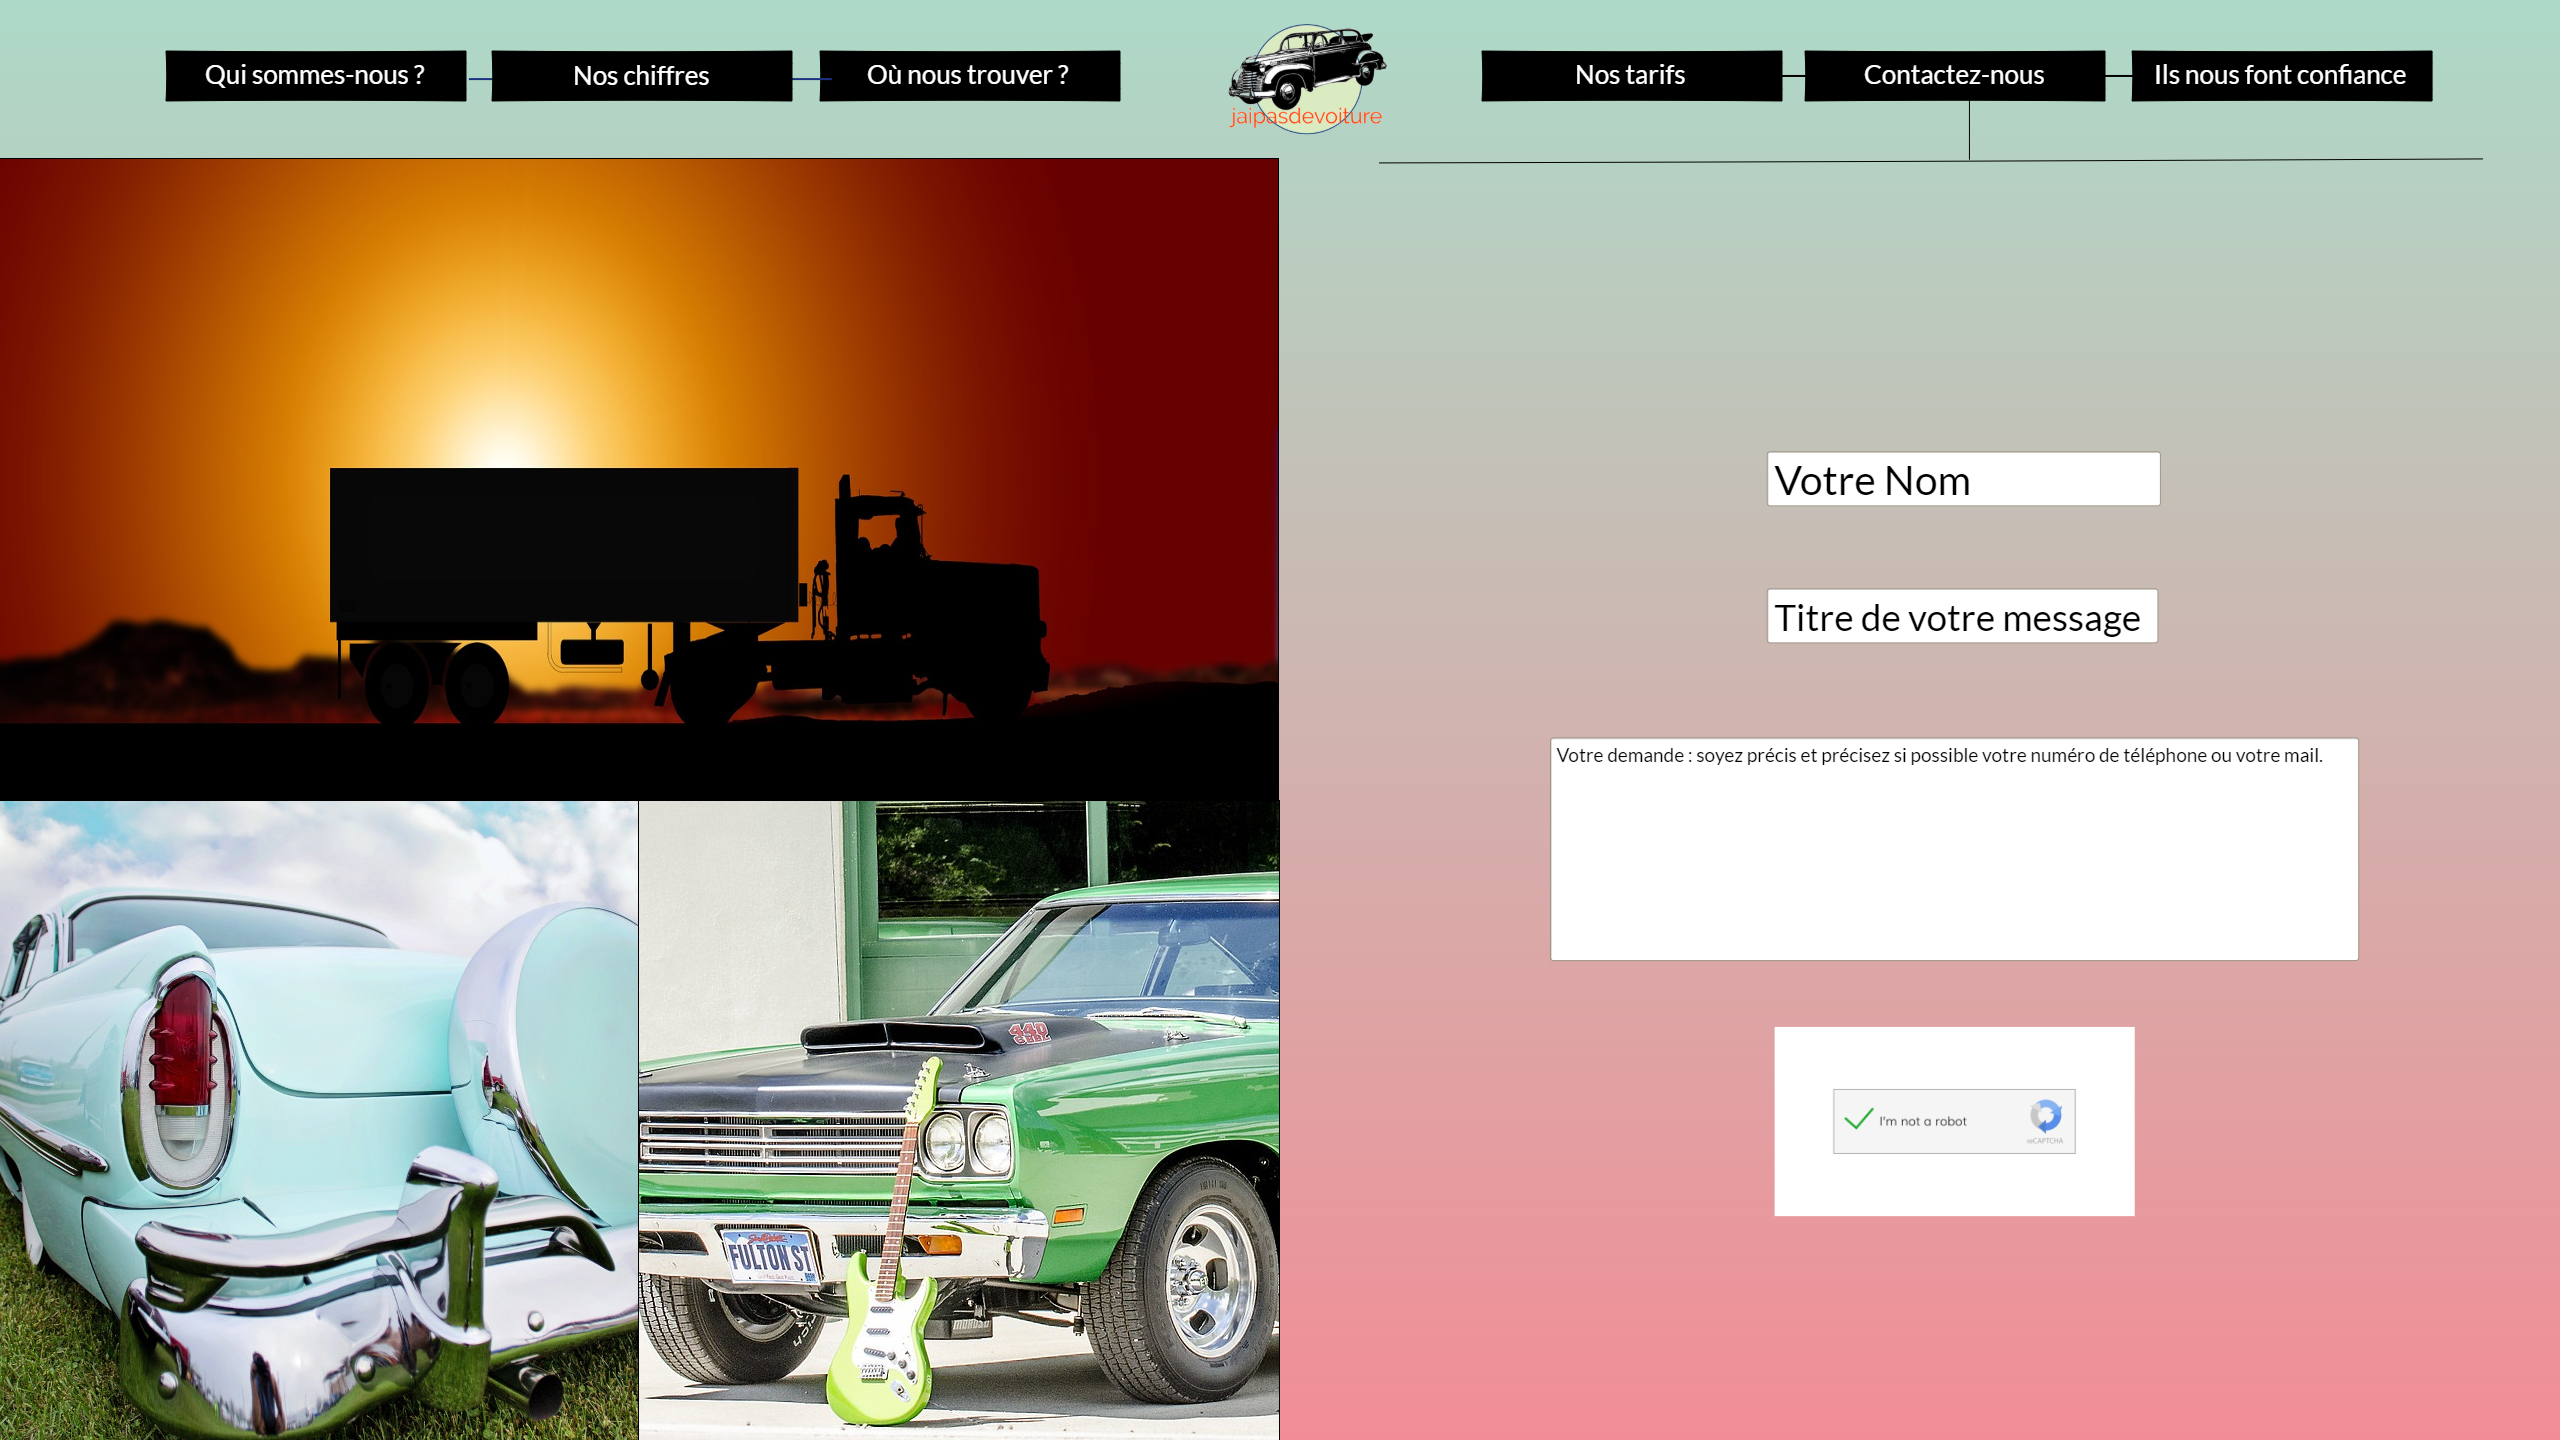 Qui sommes-nous ?
Nos chiffres
Où nous trouver ?
jaipasdevoiture
Nos tarifs
Contactez-nous
Ils nous font confiance
Votre Nom
Titre de votre message
Votre demande : soyez précis et précisez si possible votre numéro de téléphone ou votre mail.
I'm not a robot
reCAPTCHA
440
FULTON ST